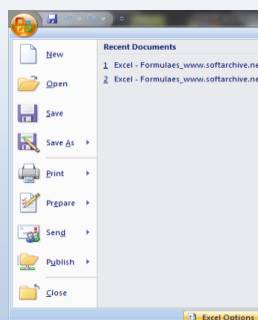 Recent Documents
New
1 Excel - Formulaes_www.softarchive.ne
Open
2 Excel - Formulaes_www.softarchive.ne
Save
Save As
Print
Prepare
Send
Publish
Close
Excel Options